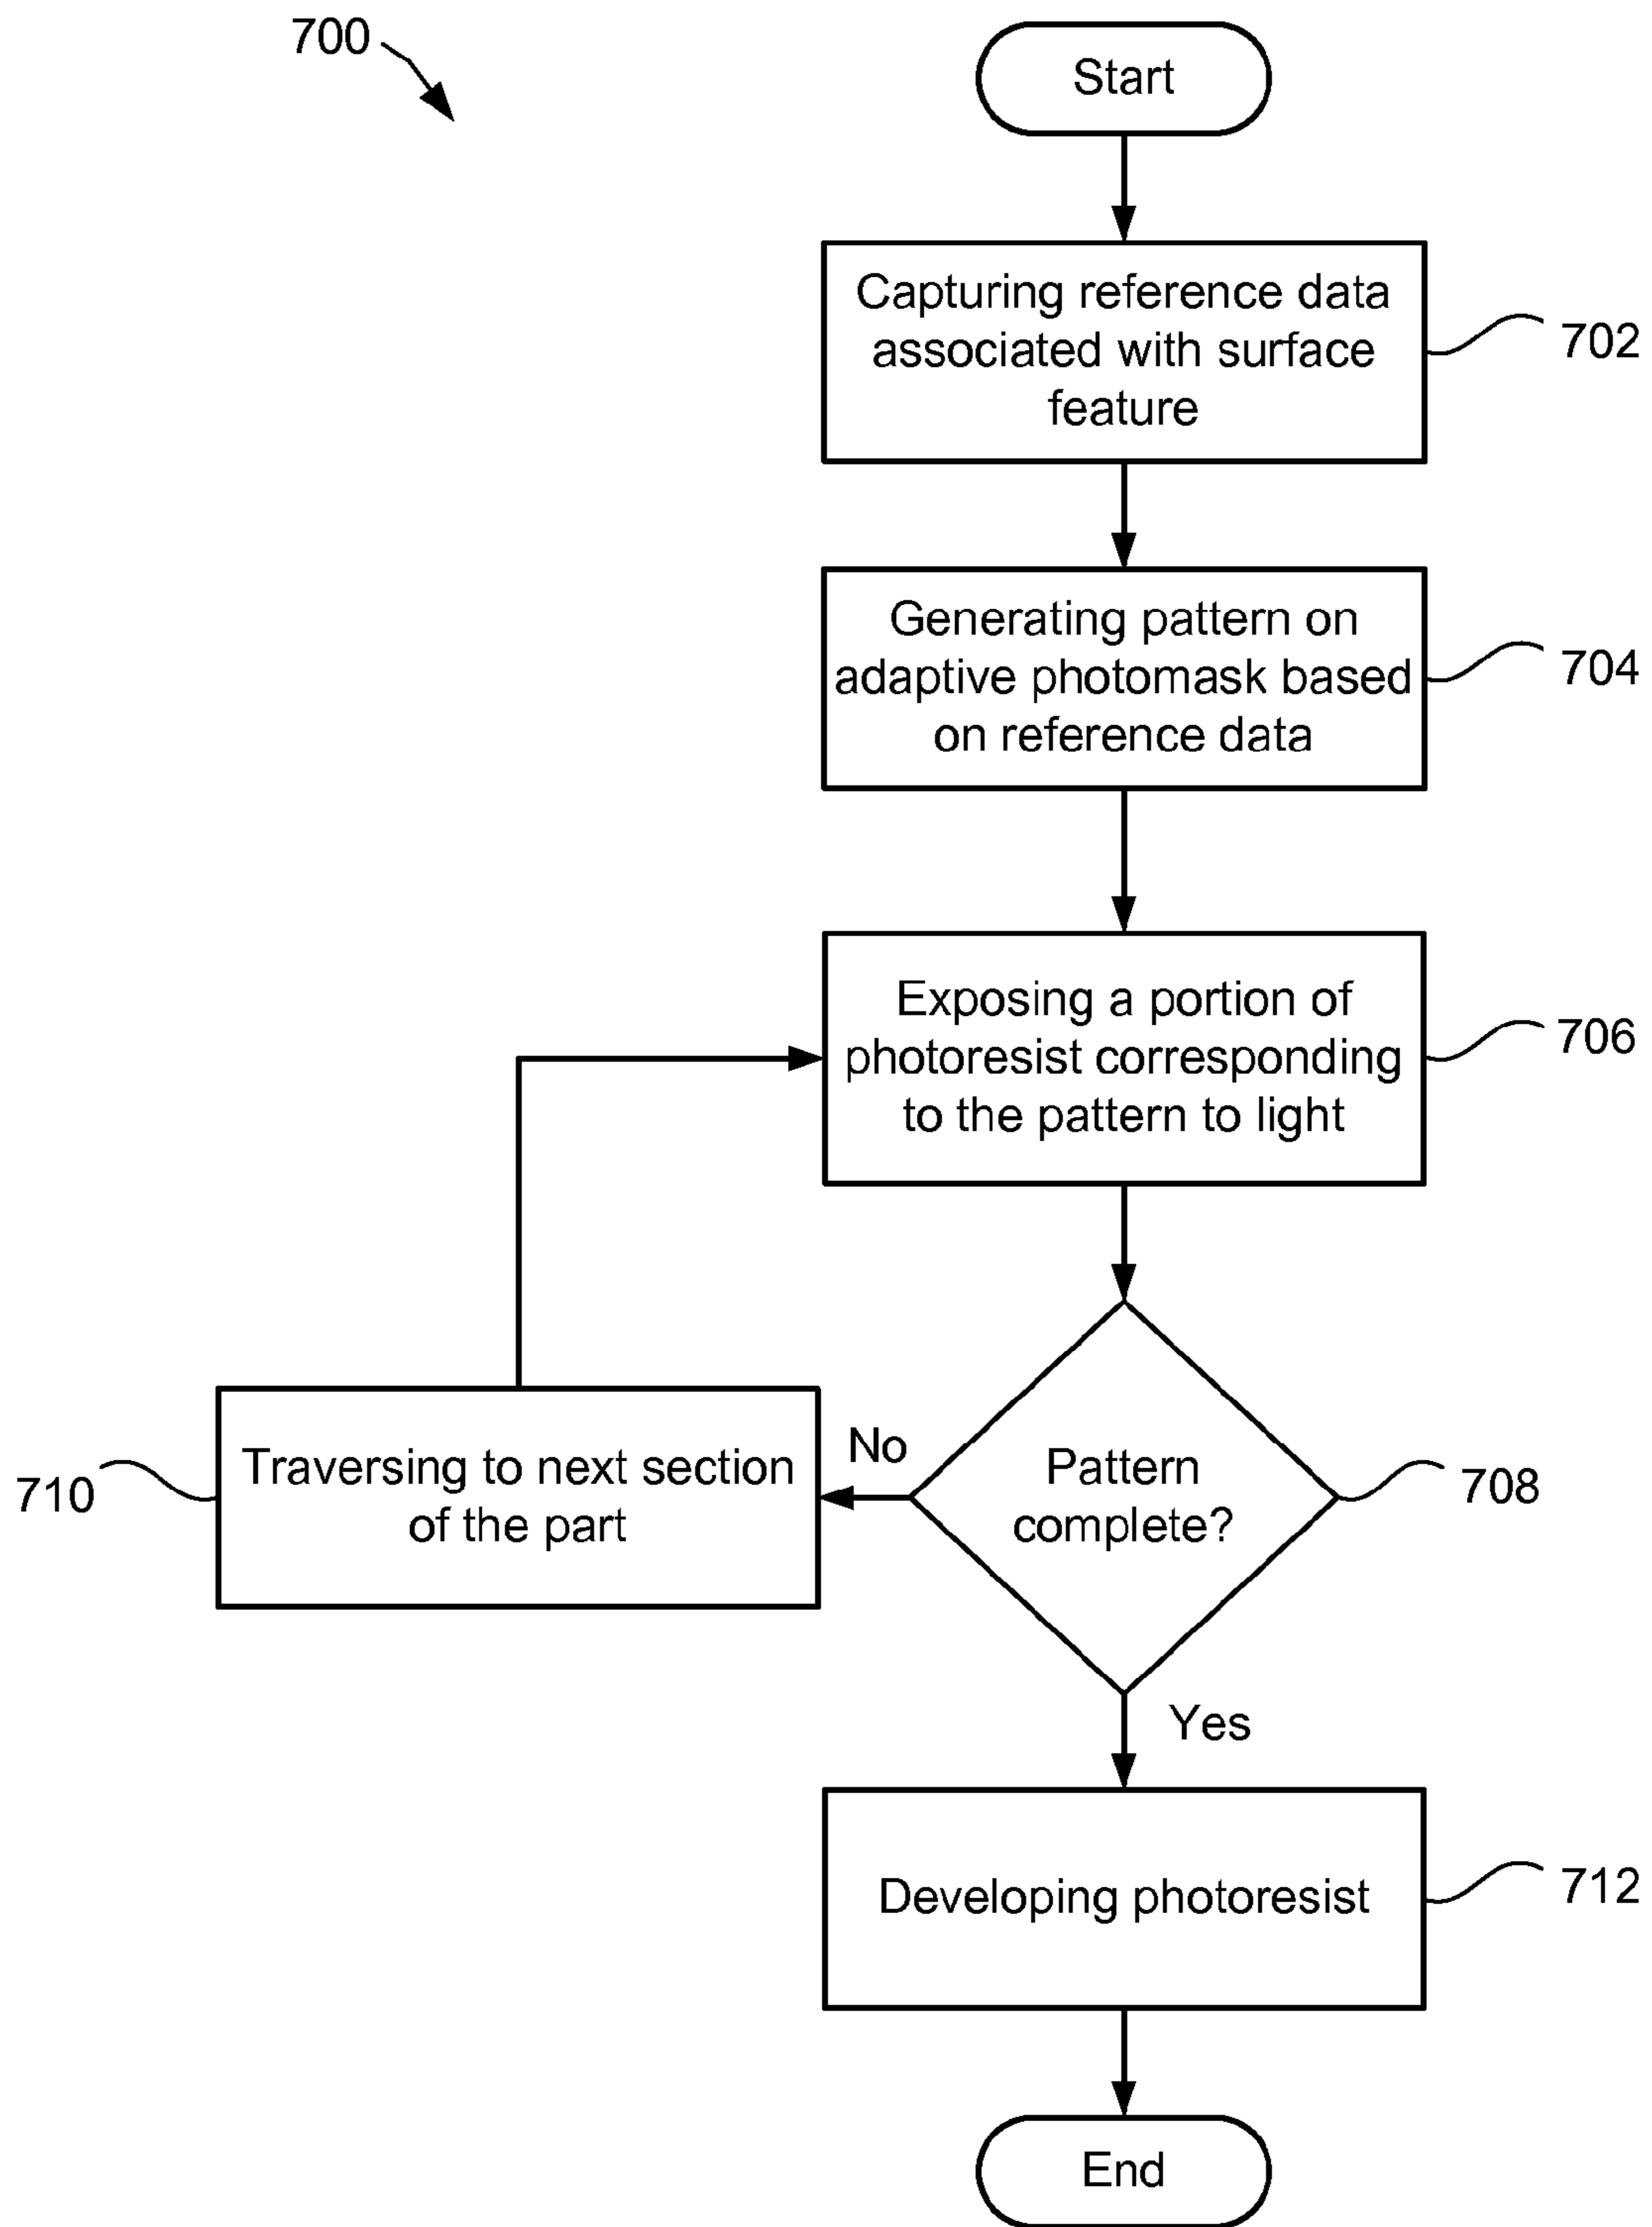 700
Start
Capturing reference data
associated with surface
feature
702
Generating pattern on
adaptive photomask based
on reference data
704
Exposing a portion of
photoresist corresponding
to the pattern to light
706
Pattern
complete?
708
No
Traversing to next section
of the part
710
Yes
Developing photoresist
712
End